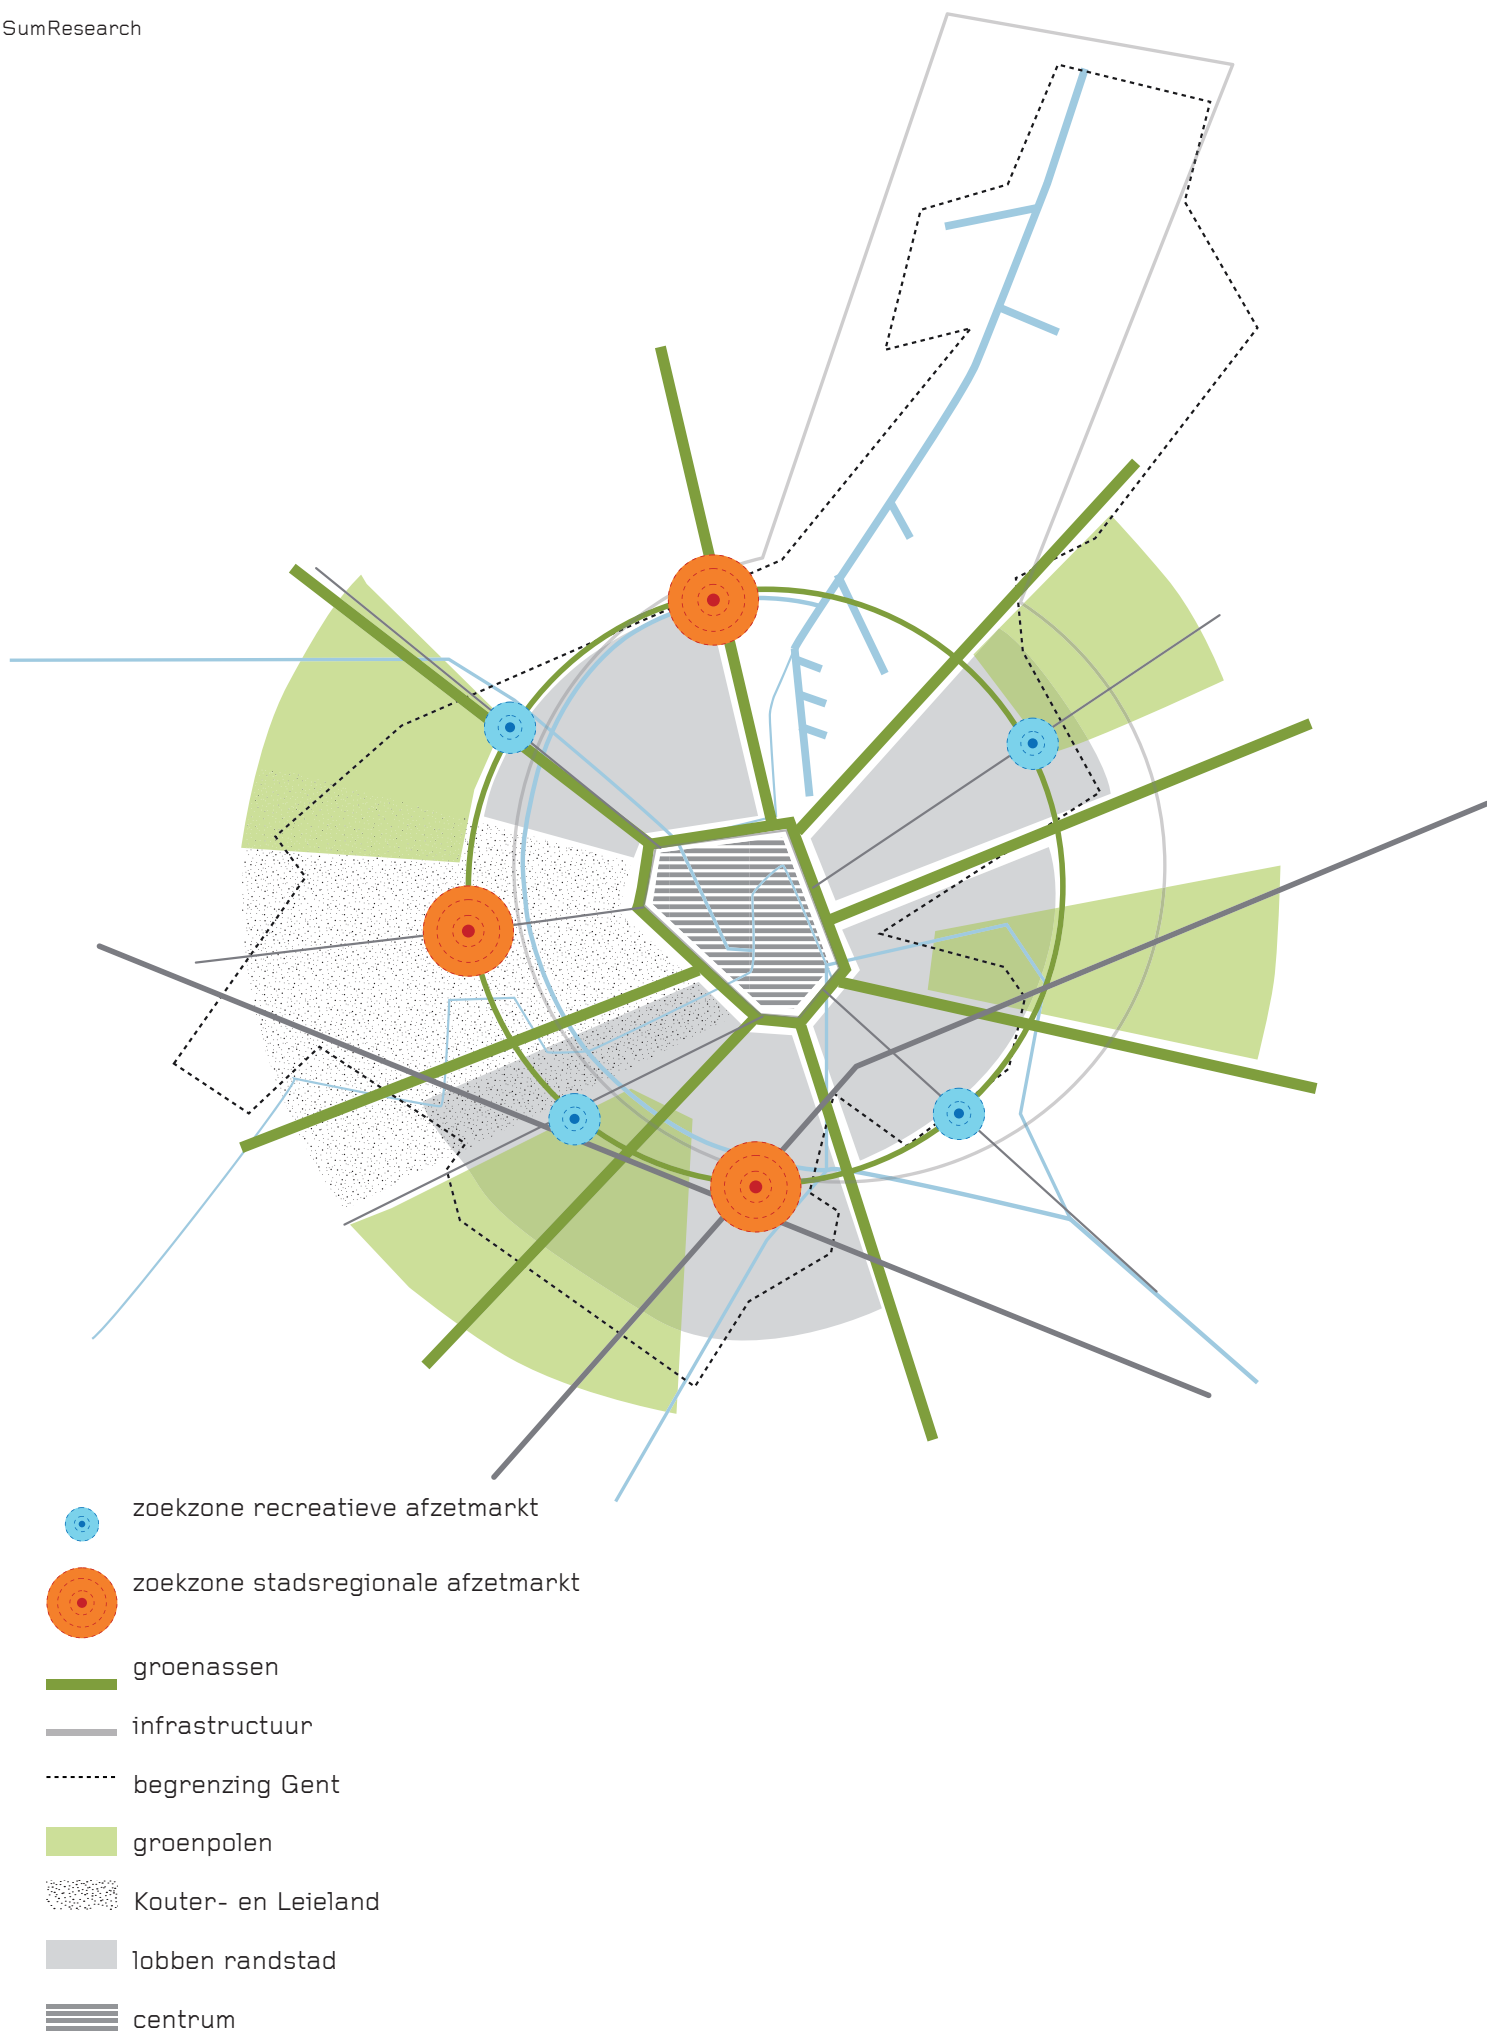 SumResearch
zoekzone recreatieve afzetmarkt
zoekzone stadsregionale afzetmarkt
groenassen
infrastructuur
begrenzing Gent
groenpolen
Kouter- en Leieland
lobben randstad
centrum